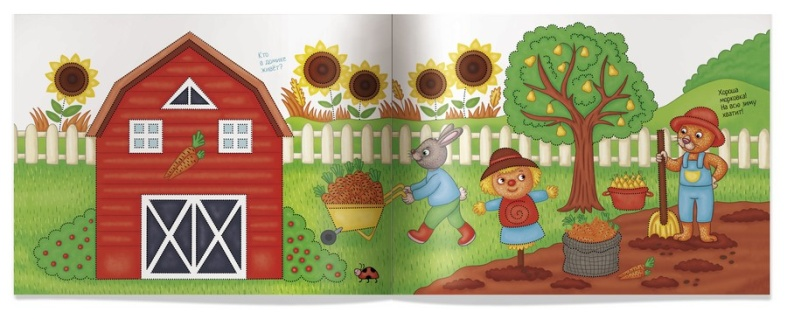 Кто
в домике
живёт?
Хороша
морковка!
На всю зиму
хватит!